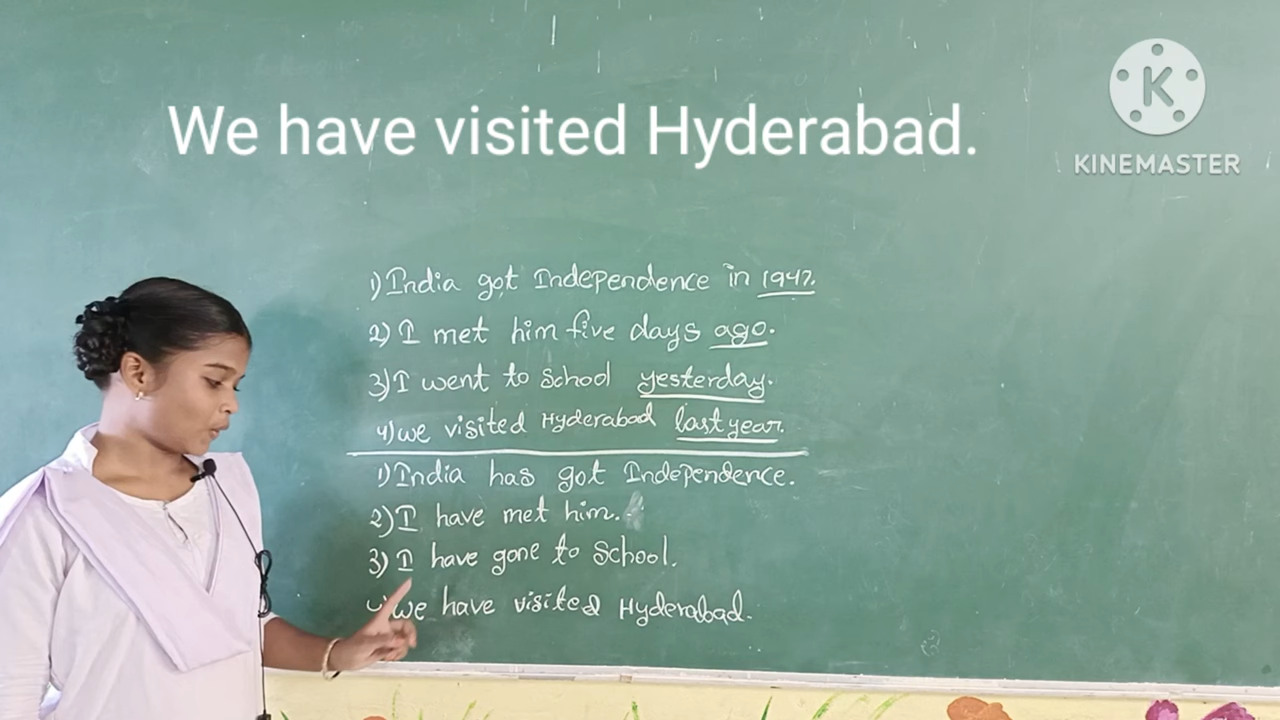 We have visited Hyderabad.
K
KINEMASTER
1) India got Independence in 1947.
2) I met him five days ago.
3) I went to School yesterday.
4) we visited Hyderabad last year.
1) India has got Independence.
2) I have met him.
3) I have gone to School.
4) we have visited Hyderabad.